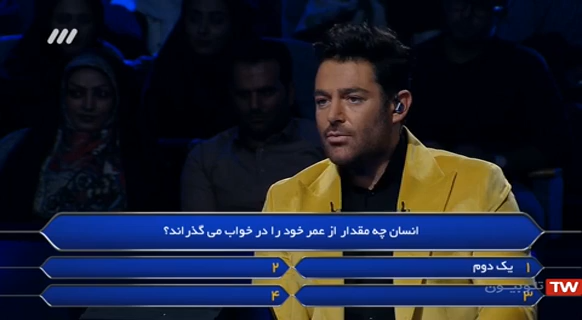 انسان چه مقدار از عمر خود را در خواب می گذراند؟
۱ یک دوم
۲
۳
۴
تلوبیون
TW